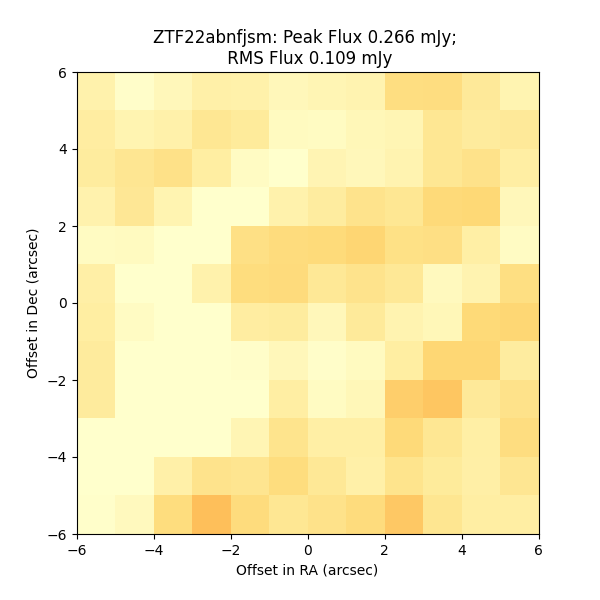 ZTF22abnfjsm: Peak Flux 0.266 mJy;
RMS Flux 0.109 mJy
6
4
2
0
−2
−4
−6
Offset in Dec (arcsec)
−6 −4 −2 0 2 4 6
Offset in RA (arcsec)